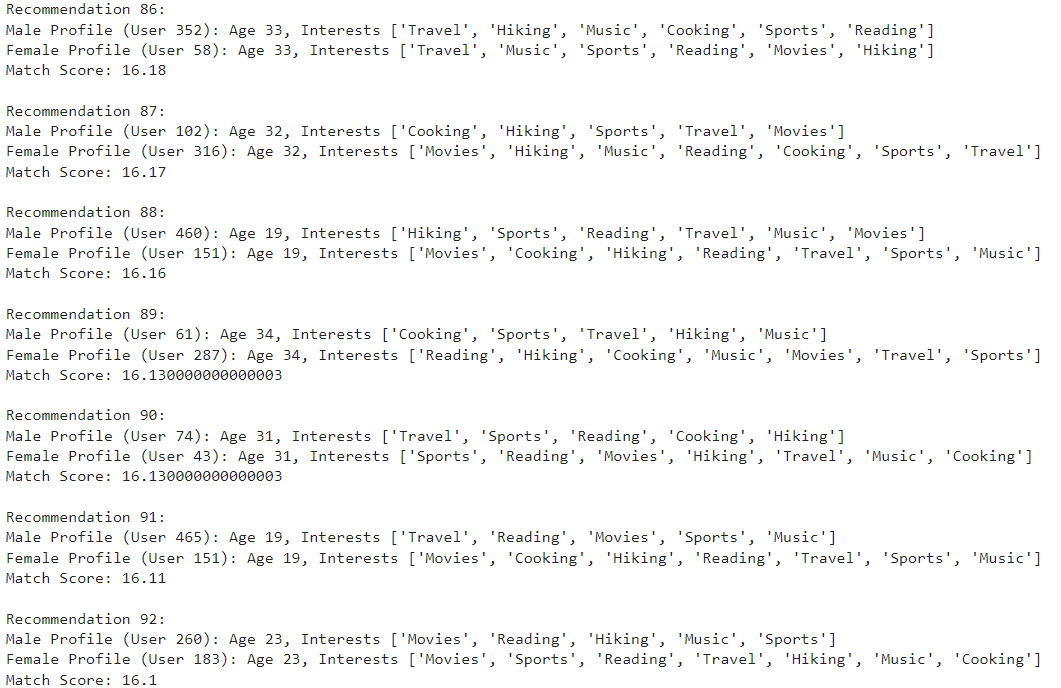 Recommendation 86:
Male Profile (User 352): Age 33, Interests ['Travel', 'Hiking', 'Music', 'Cooking', 'Sports', 'Reading']
Female Profile (User 58): Age 33, Interests ['Travel', 'Music', 'Sports', 'Reading', 'Movies', 'Hiking']
Match Score: 16.18
Recommendation 87:
Male Profile (User 102): Age 32, Interests ['Cooking', 'Hiking', 'Sports', 'Travel', 'Movies']
Female Profile (User 316): Age 32, Interests ['Movies', 'Hiking', 'Music', 'Reading', 'Cooking', 'Sports', 'Travel']
Match Score: 16.17
Recommendation 88:
Male Profile (User 460): Age 19, Interests ['Hiking', 'Sports', 'Reading', 'Travel', 'Music', 'Movies']
Female Profile (User 151): Age 19, Interests ['Movies', 'Cooking', 'Hiking', 'Reading', 'Travel', 'Sports', 'Music']
Match Score: 16.16
Recommendation 89:
Male Profile (User 61): Age 34, Interests ['Cooking', 'Sports', 'Travel', 'Hiking', 'Music']
Female Profile (User 287): Age 34, Interests ['Reading', 'Hiking', 'Cooking', 'Music', 'Movies', 'Travel', 'Sports']
Match Score: 16.130000000000003
Recommendation 90:
Male Profile (User 74): Age 31, Interests ['Travel', 'Sports', 'Reading', 'Cooking', 'Hiking']
Female Profile (User 43): Age 31, Interests ['Sports', 'Reading', 'Movies', 'Hiking', 'Travel', 'Music', 'Cooking']
Match Score: 16.130000000000003
Recommendation 91:
Male Profile (User 465): Age 19, Interests ['Travel', 'Reading', 'Movies', 'Sports', 'Music']
Female Profile (User 151): Age 19, Interests ['Movies', 'Cooking', 'Hiking', 'Reading', 'Travel', 'Sports', 'Music']
Match Score: 16.11
Recommendation 92:
Male Profile (User 260): Age 23, Interests ['Movies', 'Reading', 'Hiking', 'Music', 'Sports']
Female Profile (User 183): Age 23, Interests ['Movies', 'Sports', 'Reading', 'Travel', 'Hiking', 'Music', 'Cooking']
Match Score: 16.1